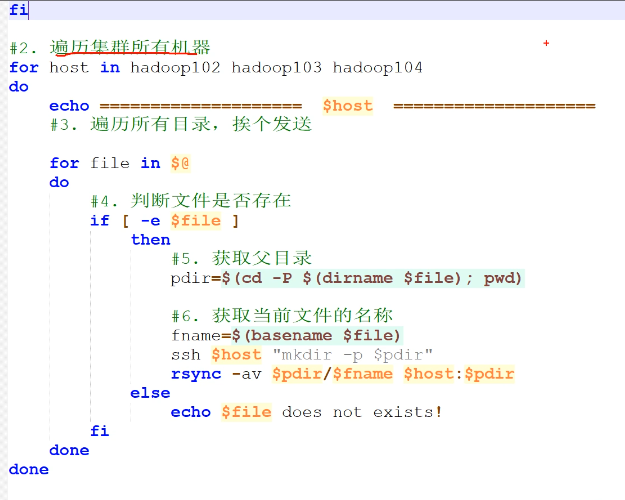 fi
#2. 遍历集群所有机器
for host in hadoop102 hadoop103 hadoop104
do
    echo ==================== $host ====================
    #3. 遍历所有目录，挨个发送
    for file in $@
    do
        #4. 判断文件是否存在
        if [ -e $file ]
            then
                #5. 获取父目录
                pdir=$(cd -P $(dirname $file); pwd)
                #6. 获取当前文件的名称
                fname=$(basename $file)
                ssh $host "mkdir -p $pdir"
                rsync -av $pdir/$fname $host:$pdir
            else
                echo $file does not exists!
        fi
    done
done